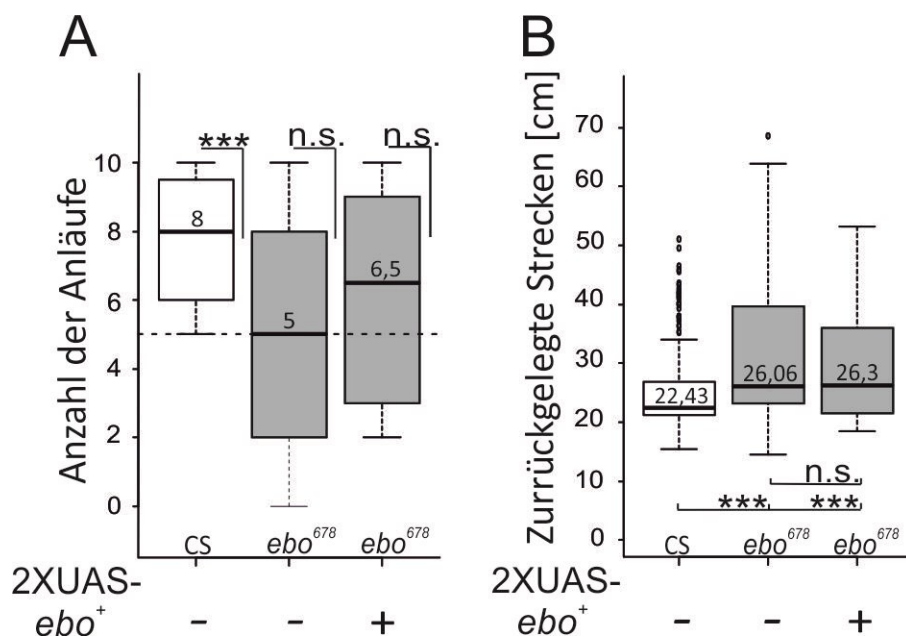 A
Anzahl der Anläufe
10
8
6
4
2
0
*** n.s. n.s.
8
5
6,5
CS ebo⁶⁷⁸ ebo⁶⁷⁸
2XUAS-
ebo⁺ - - +
B
Zurrückgelegte Strecken [cm]
70
60
50
40
30
20
10
0
22,43 26,06 26,3
n.s.
*** ***
CS ebo⁶⁷⁸ ebo⁶⁷⁸
2XUAS-
ebo⁺ - - +